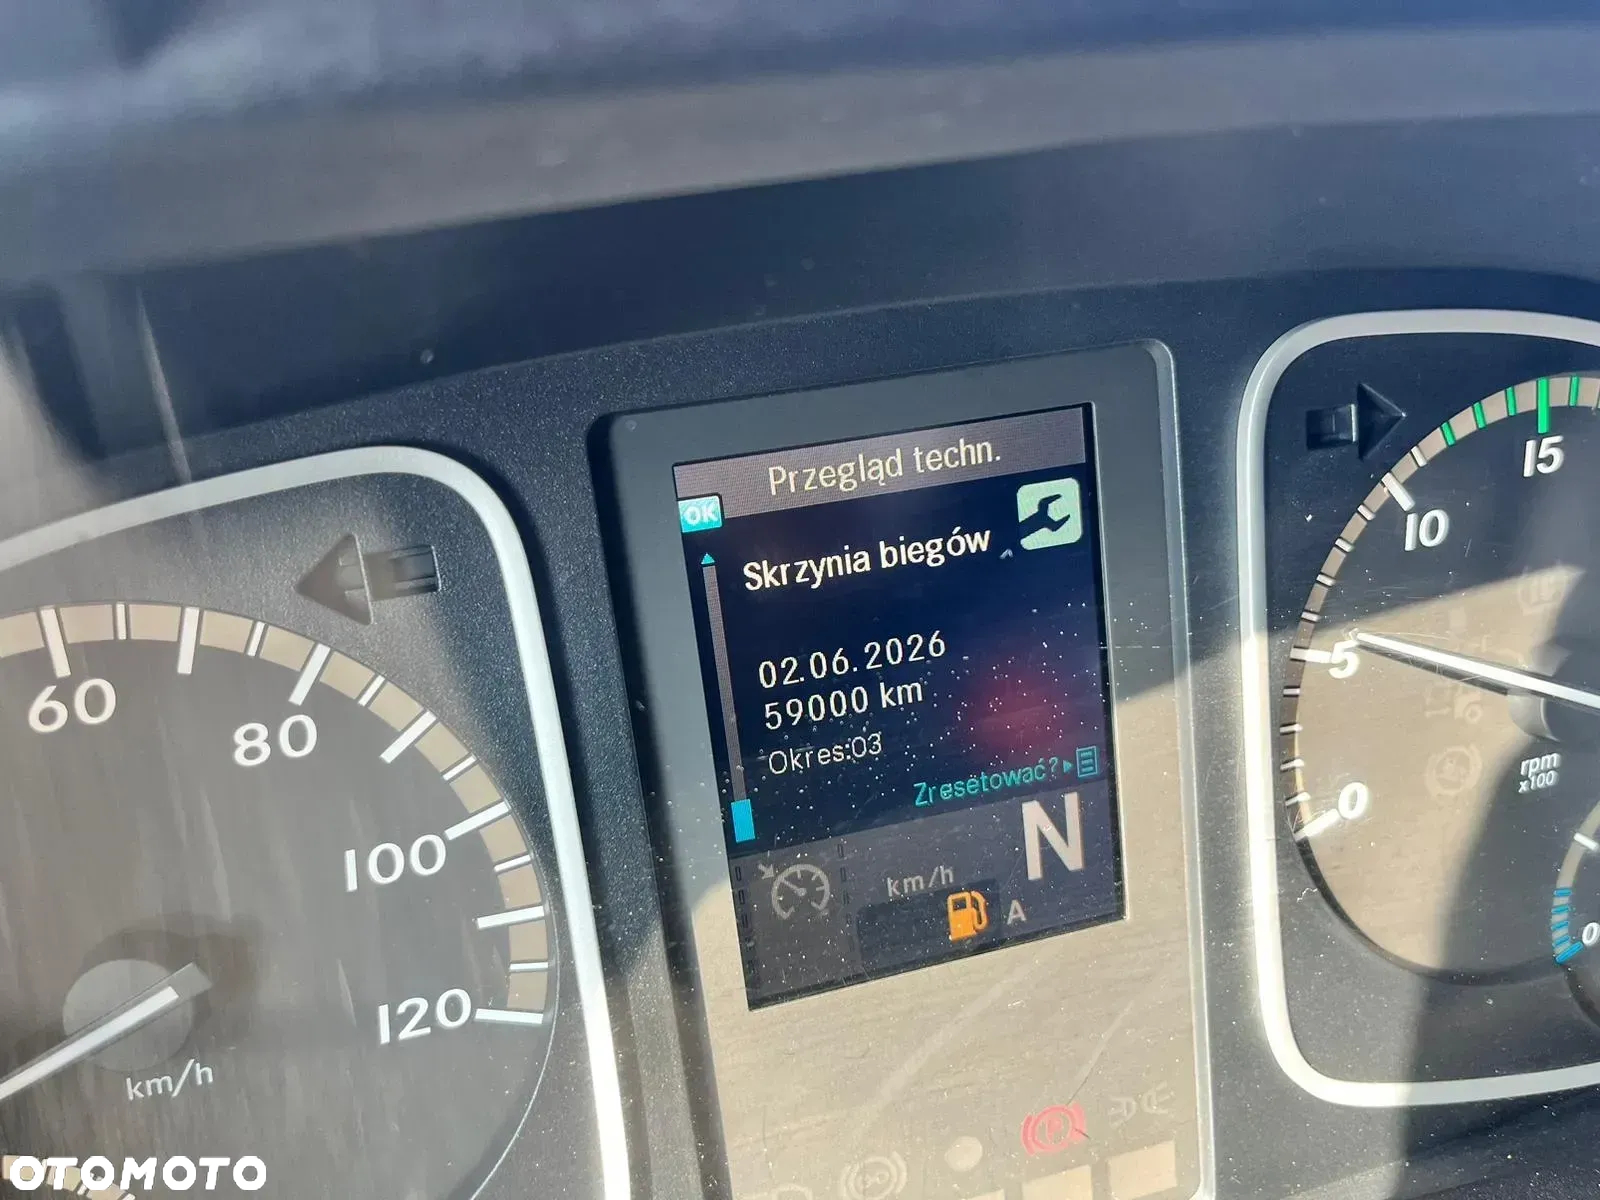 Przegląd techn.
OK
Skrzynia biegów
02.06.2026
59000 km
Okres:03
Zresetować?
N
km/h
A
60
80
100
120
km/h
15
10
5
0
rpm
x100
0
OTOMOTO